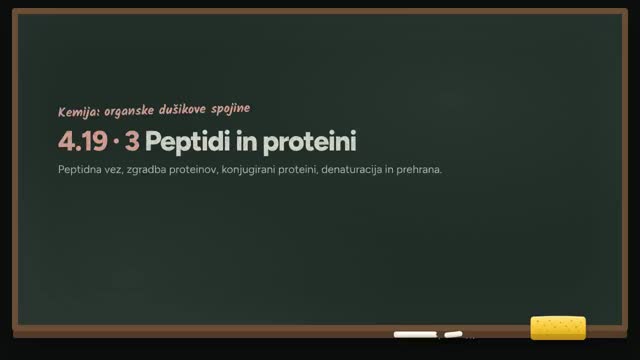 Kemija: organske dušikove spojine
4.19 · 3 Peptidi in proteini
Peptidna vez, zgradba proteinov, konjugirani proteini, denaturacija in prehrana.